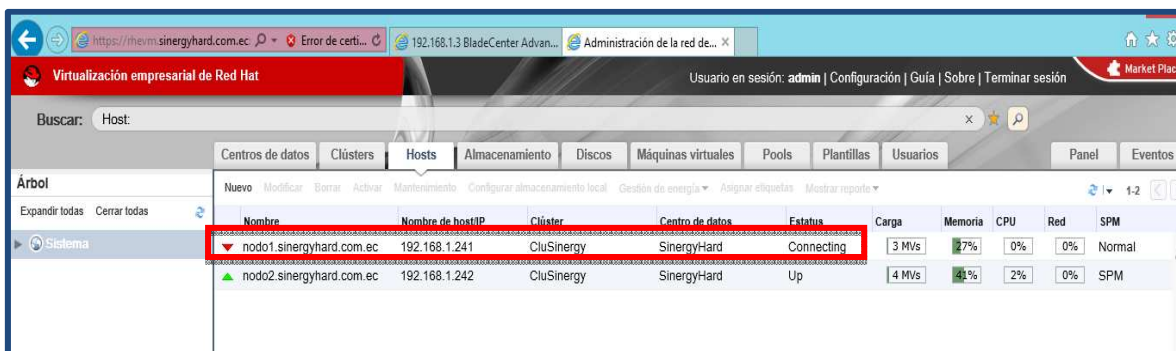 https://rhevm.sinergyhard.com.ec Error de certi... 192.168.1.3 BladeCenter Advan... Administración de la red de...
Virtualización empresarial de Red Hat
Usuario en sesión: admin | Configuración | Guía | Sobre | Terminar sesión
Market Plac
Buscar: Host:
Centros de datos Clústers Hosts Almacenamiento Discos Máquinas virtuales Pools Plantillas Usuarios Panel Eventos
Árbol
Nuevo Modificar Borrar Activar Mantenimiento Configurar almacenamiento local Gestión de energía Asignar etiquetas Mostrar reporte 1-2
Expandir todas Cerrar todas
Nombre Nombre de host/IP Clúster Centro de datos Estatus Carga Memoria CPU Red SPM
Sistema
nodo1.sinergyhard.com.ec 192.168.1.241 CluSinergy SinergyHard Connecting 3 MVs 27% 0% 0% Normal
nodo2.sinergyhard.com.ec 192.168.1.242 CluSinergy SinergyHard Up 4 MVs 41% 2% 0% SPM